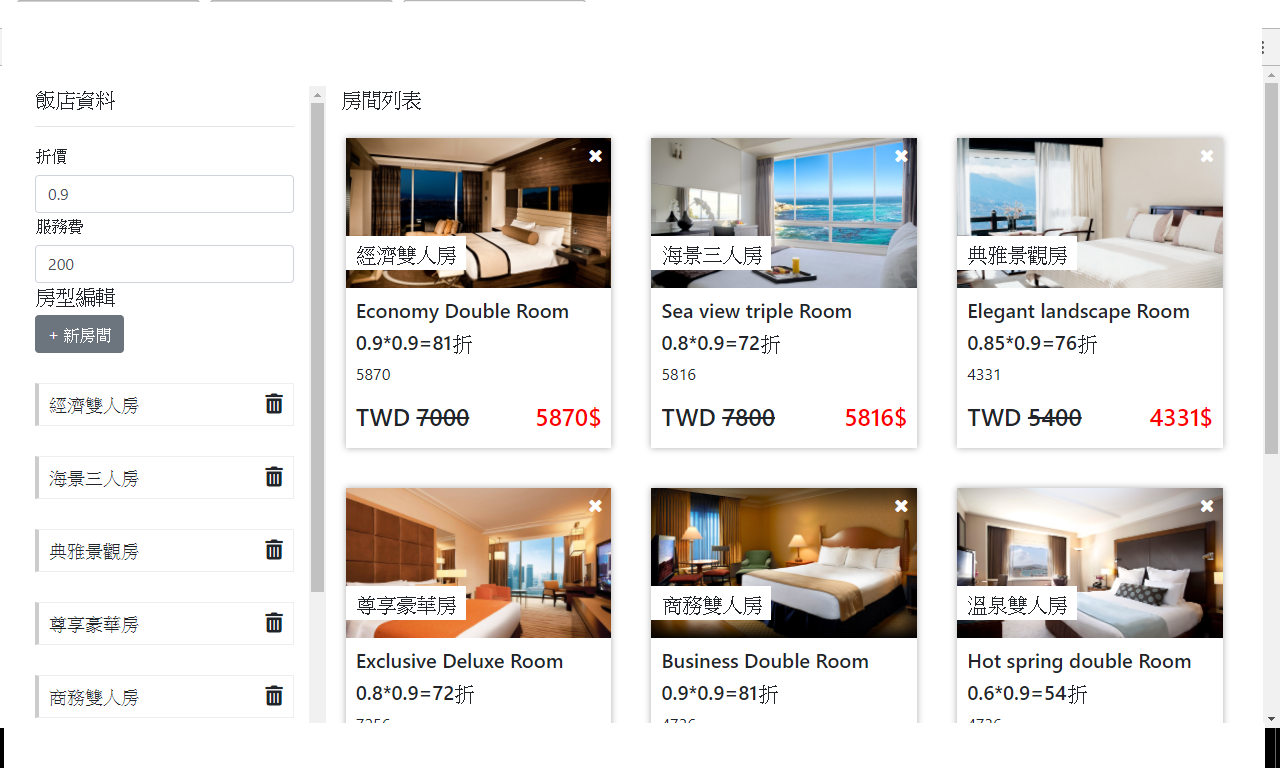 飯店資料
折價
0.9
服務費
200
房型編輯
+ 新房間
經濟雙人房
海景三人房
典雅景觀房
尊享豪華房
商務雙人房
房間列表
經濟雙人房
Economy Double Room
0.9*0.9=81折
5870
TWD 7000 5870$
海景三人房
Sea view triple Room
0.8*0.9=72折
5816
TWD 7800 5816$
典雅景觀房
Elegant landscape Room
0.85*0.9=76折
4331
TWD 5400 4331$
尊享豪華房
Exclusive Deluxe Room
0.8*0.9=72折
商務雙人房
Business Double Room
0.9*0.9=81折
溫泉雙人房
Hot spring double Room
0.6*0.9=54折